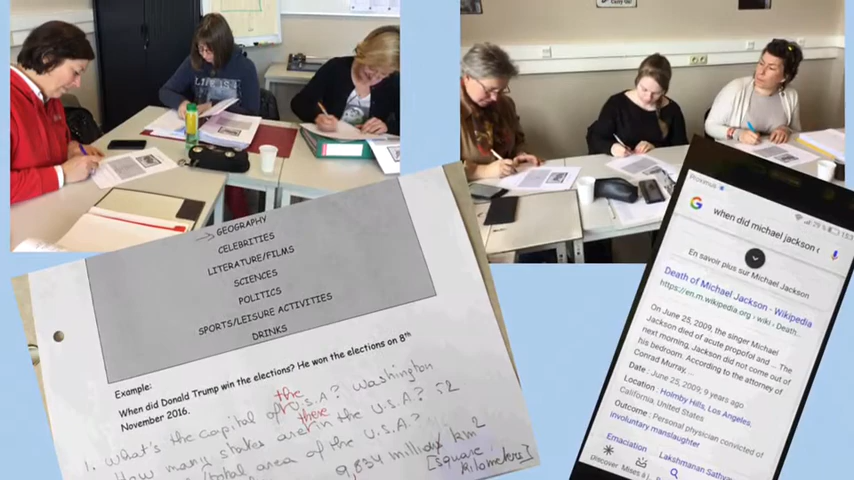 GEOGRAPHY
CELEBRITIES
LITERATURE/FILMS
SCIENCES
POLITICS
SPORTS/LEISURE ACTIVITIES
DRINKS
Example:
When did Donald Trump win the elections? He won the elections on 8th
November 2016.
the
1. What's the capital of U.S.A? Washington
there
How many states are in the U.S.A.? 52
total area of the U.S.A.?
9,834 million km2
[square kilometers]
Proximus
29 %
when did michael jackson
En savoir plus sur Michael Jackson
Death of Michael Jackson - Wikipedia
https://en.m.wikipedia.org › wiki › Death...
On June 25, 2009, the singer Michael
Jackson died of acute propofol and ... The
next morning, Jackson did not come out of
his bedroom. According to the attorney of
Conrad Murray, ...
Date : June 25, 2009; 9 years ago
Location : Holmby Hills, Los Angeles,
California, United States
Outcome : Personal physician convicted of
involuntary manslaughter
Emaciation Lakshmanan Sathya
Discover Mises à j